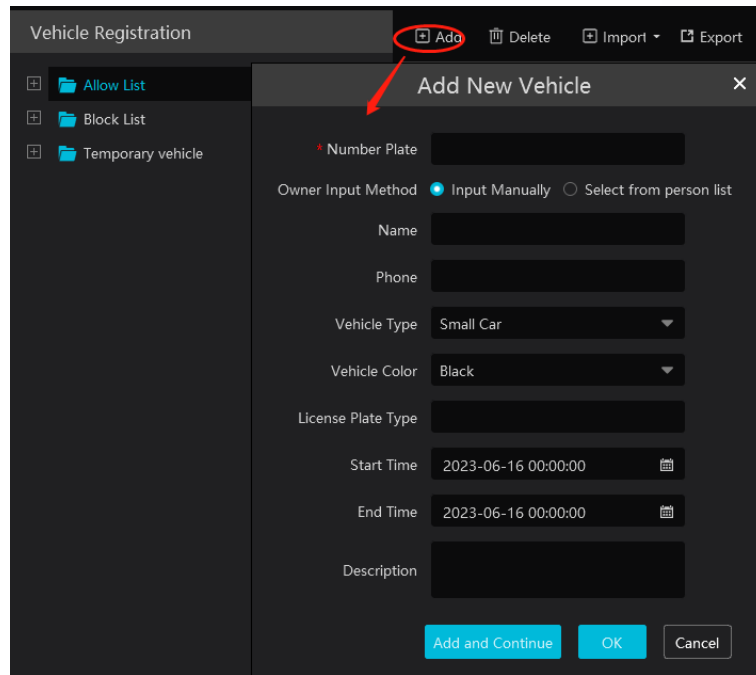 Vehicle Registration
Add Delete Import Export
Allow List
Block List
Temporary vehicle
Add New Vehicle
* Number Plate
Owner Input Method Input Manually Select from person list
Name
Phone
Vehicle Type Small Car
Vehicle Color Black
License Plate Type
Start Time 2023-06-16 00:00:00
End Time 2023-06-16 00:00:00
Description
Add and Continue OK Cancel